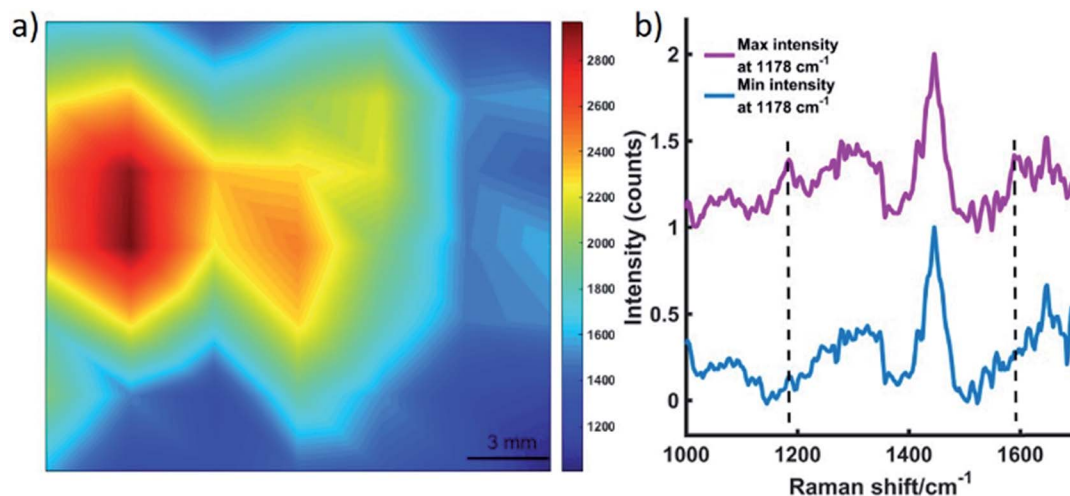 a)
3 mm
2800
2600
2400
2200
2000
1800
1600
1400
1200
b)
Max intensity
at 1178 cm⁻¹
Min intensity
at 1178 cm⁻¹
Intensity (counts)
2
1.5
1
0.5
0
1000 1200 1400 1600
Raman shift/cm⁻¹